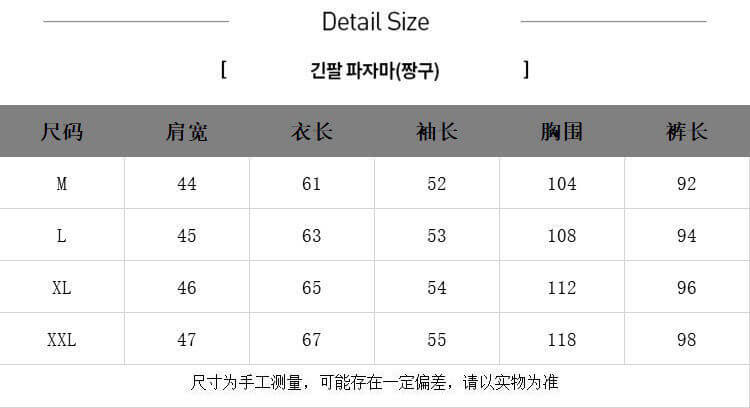 Detail Size
[ 긴팔 파자마(짱구) ]
尺码 肩宽 衣长 袖长 胸围 裤长
M 44 61 52 104 92
L 45 63 53 108 94
XL 46 65 54 112 96
XXL 47 67 55 118 98
尺寸为手工测量，可能存在一定偏差，请以实物为准